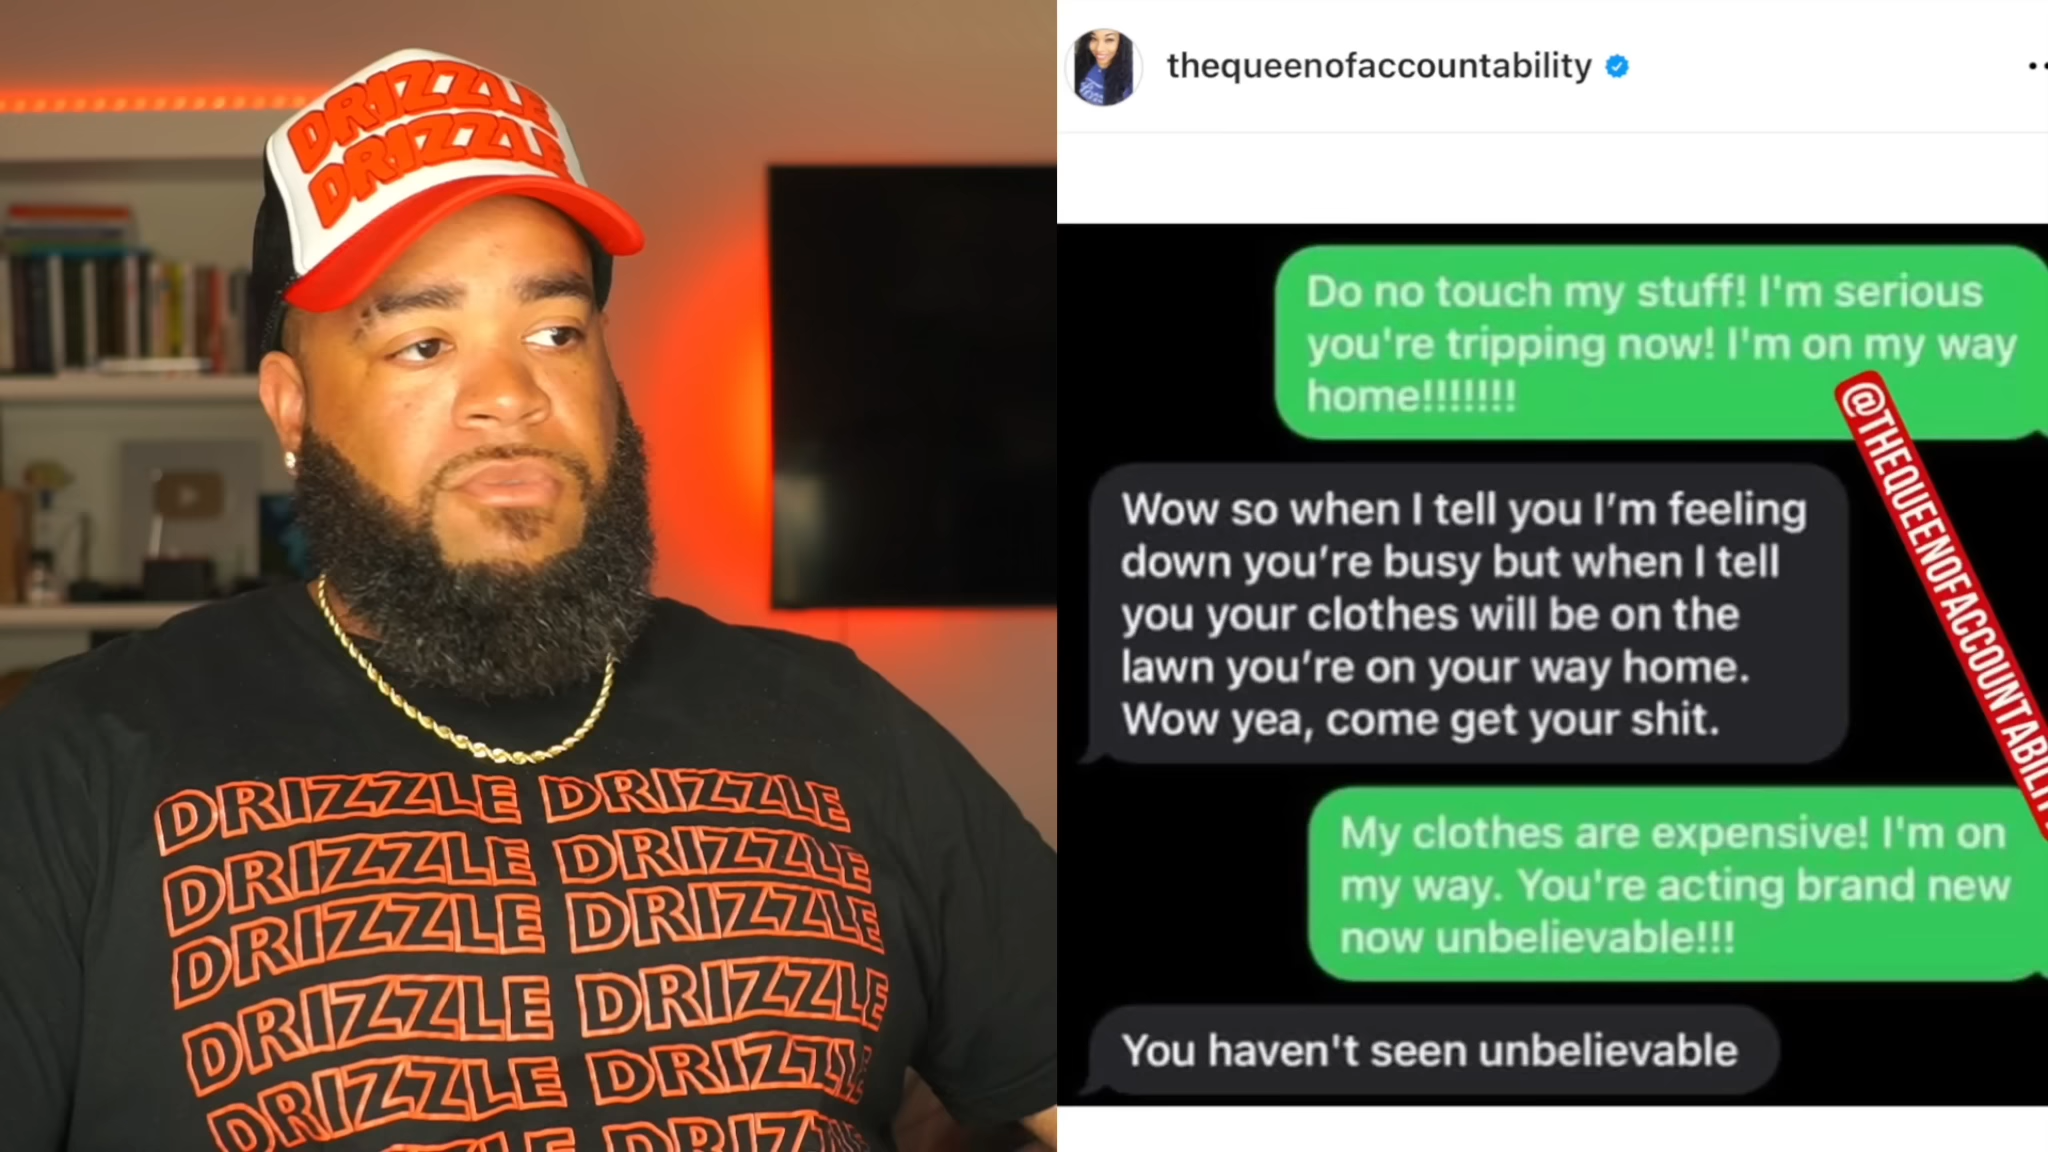 DRIZZLE
DRIZZLE
DRIZZLE DRIZZLE
DRIZZLE DRIZZLE
DRIZZLE DRIZZLE
DRIZZLE DRIZZLE
DRIZZLE DRIZZLE
thequeenofaccountability
Do no touch my stuff! I'm serious
you're tripping now! I'm on my way
home!!!!!!!
@THEQUEENOFACCOUNTABILITY
Wow so when I tell you I’m feeling
down you’re busy but when I tell
you your clothes will be on the
lawn you’re on your way home.
Wow yea, come get your shit.
My clothes are expensive! I'm on
my way. You're acting brand new
now unbelievable!!!
You haven't seen unbelievable